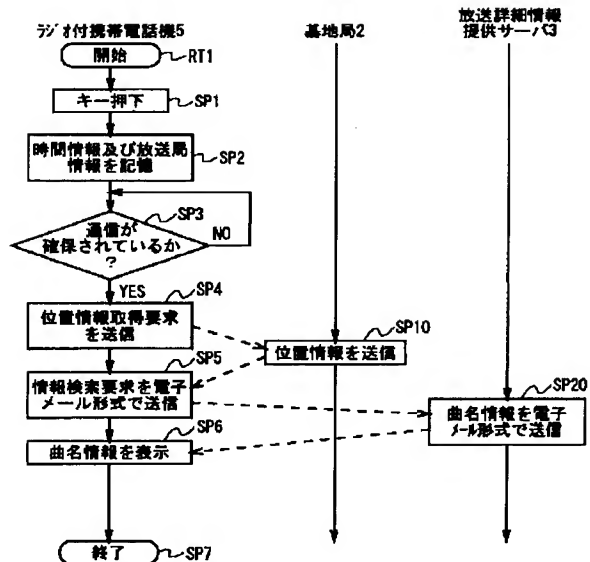 ラジオ付携帯電話機5
基地局2
放送詳細情報
提供サーバ3
開始
RT1
キー押下
SP1
時間情報及び放送局
情報を記憶
SP2
SP3
通信が
確保されているか
?
NO
YES
SP4
位置情報取得要求
を送信
SP10
位置情報を送信
SP5
情報検索要求を電子
メール形式で送信
SP20
曲名情報を電子
メール形式で送信
SP6
曲名情報を表示
終了
SP7